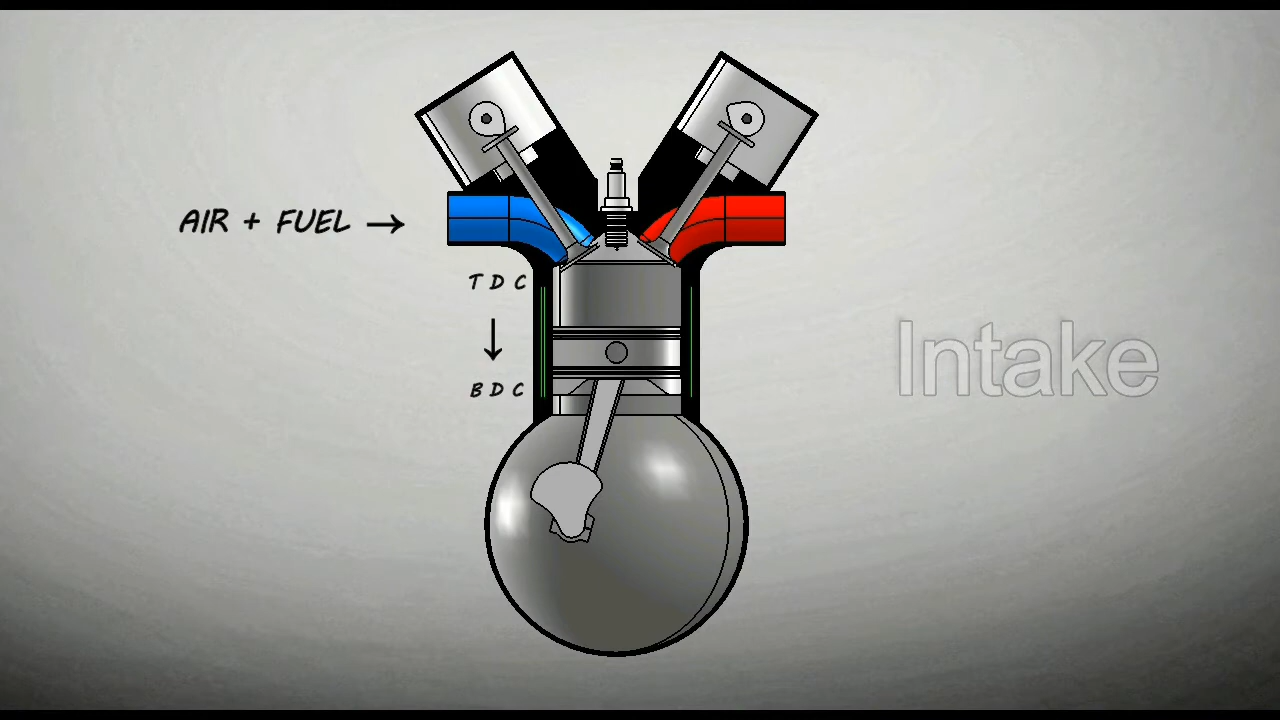 AIR + FUEL →
T D C
↓
B D C
Intake